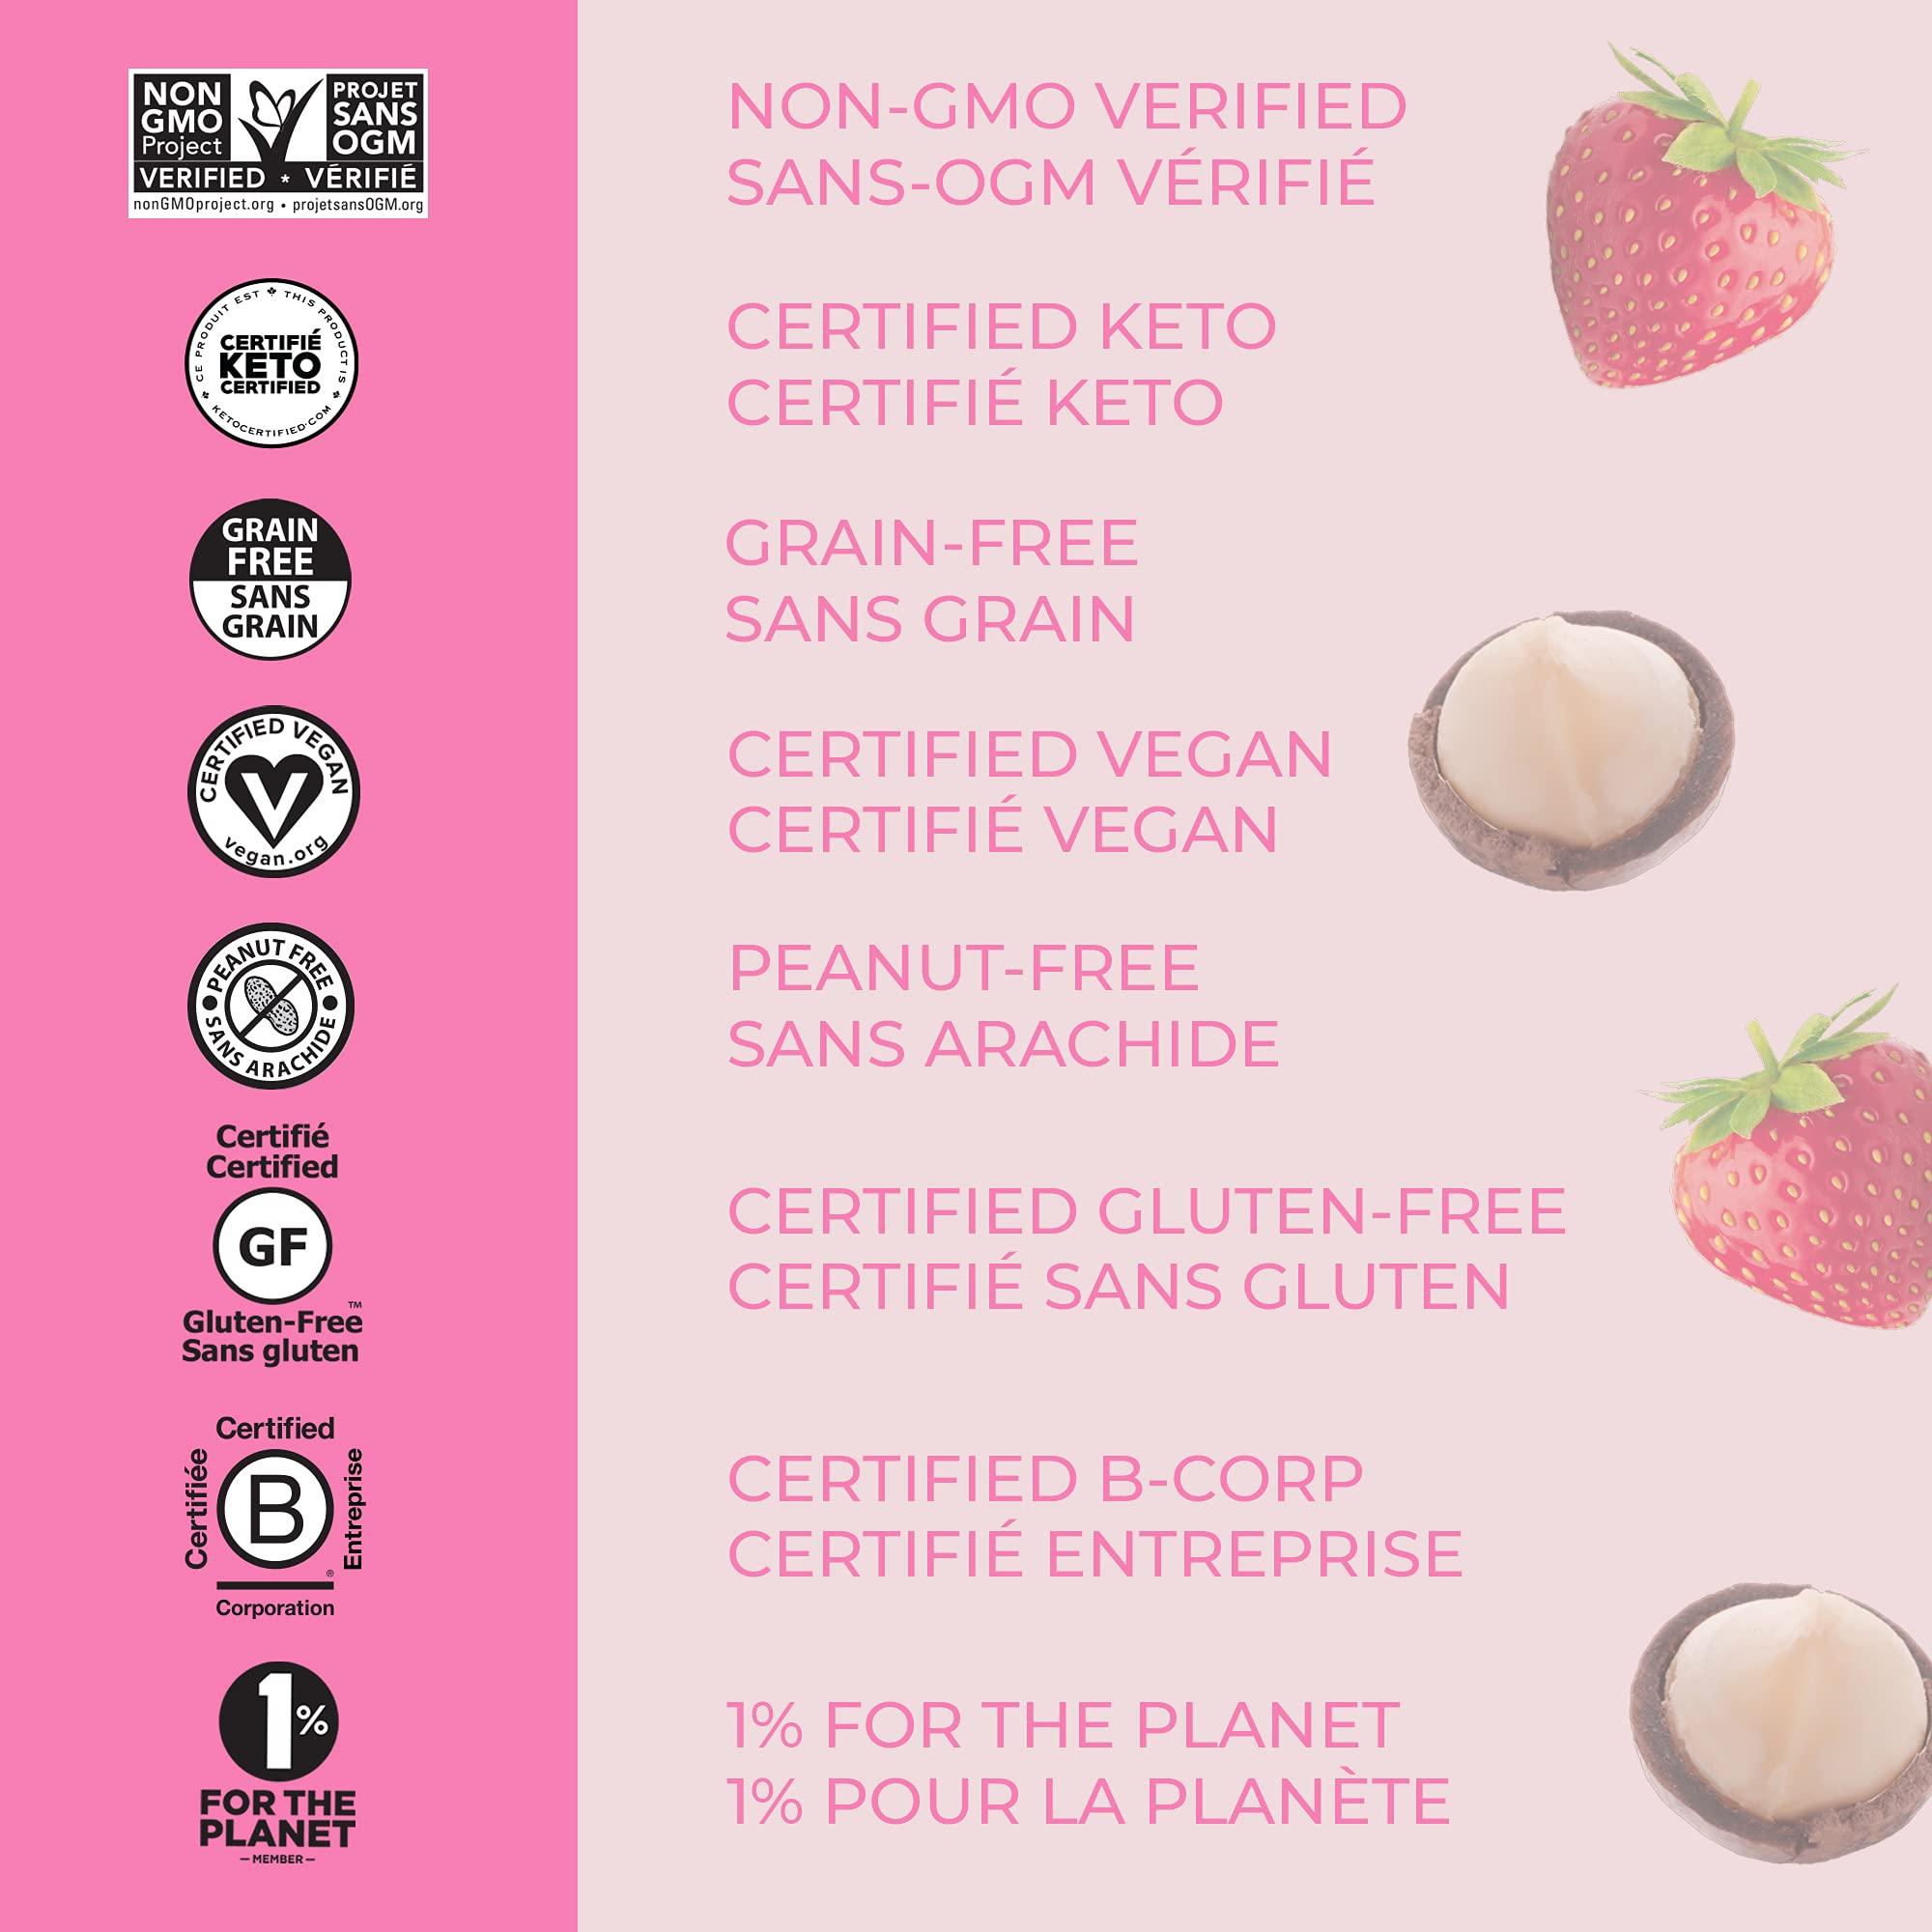 NON
GMO
Project
PROJET
SANS
OGM
VERIFIED * VÉRIFIÉ
nonGMOproject.org • projetsansOGM.org
NON-GMO VERIFIED
SANS-OGM VÉRIFIÉ
CE PRODUIT EST
THIS PRODUCT IS
CERTIFIÉ
KETO
CERTIFIED
KETOCERTIFIED.COM
CERTIFIED KETO
CERTIFIÉ KETO
GRAIN
FREE
SANS
GRAIN
GRAIN-FREE
SANS GRAIN
CERTIFIED VEGAN
V
vegan.org
CERTIFIED VEGAN
CERTIFIÉ VEGAN
PEANUT FREE
SANS ARACHIDE
PEANUT-FREE
SANS ARACHIDE
Certifié
Certified
GF
™
Gluten-Free
Sans gluten
CERTIFIED GLUTEN-FREE
CERTIFIÉ SANS GLUTEN
Certified
Certifiée
B
Entreprise
®
Corporation
CERTIFIED B-CORP
CERTIFIÉ ENTREPRISE
1%
FOR THE
PLANET
— MEMBER —
1% FOR THE PLANET
1% POUR LA PLANÈTE